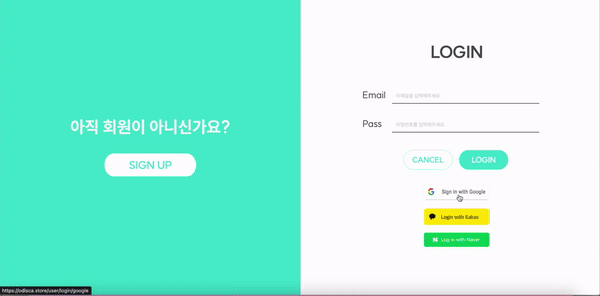 아직 회원이 아니신가요?
SIGN UP
LOGIN
Email
이메일을 입력해주세요
Pass
비밀번호를 입력해주세요
CANCEL
LOGIN
Sign in with Google
Login with Kakao
Log in with Naver
https://odisca.store/user/login/google